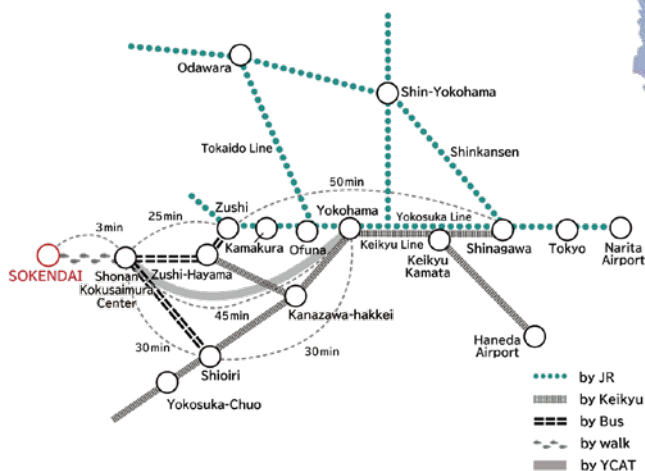 Odawara
Shin-Yokohama
Tokaido Line
Shinkansen
50min
Zushi
Yokohama
25min
3min
Yokosuka Line
Kamakura
Ofuna
Keikyu Line
Shinagawa
Tokyo
Narita
Airport
SOKENDAI
Shonan
Kokusaimura
Center
Zushi-Hayama
Keikyu
Kamata
45min
Kanazawa-hakkei
30min
30min
Haneda
Airport
Shioiri
Yokosuka-Chuo
by JR
by Keikyu
by Bus
by walk
by YCAT